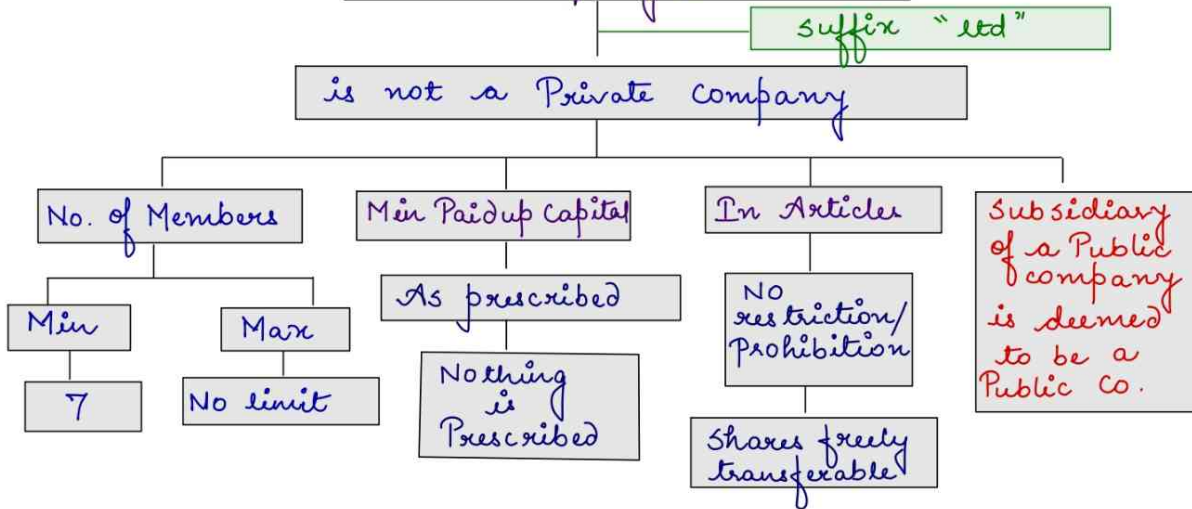 suffix "ltd"
is not a Private company
No. of Members
Min Paidup Capital
In Articles
Subsidiary
of a Public
company
is deemed
to be a
Public Co.
Min
Max
As prescribed
No
restriction/
Prohibition
7
No limit
Nothing
is
Prescribed
Shares freely
transferable